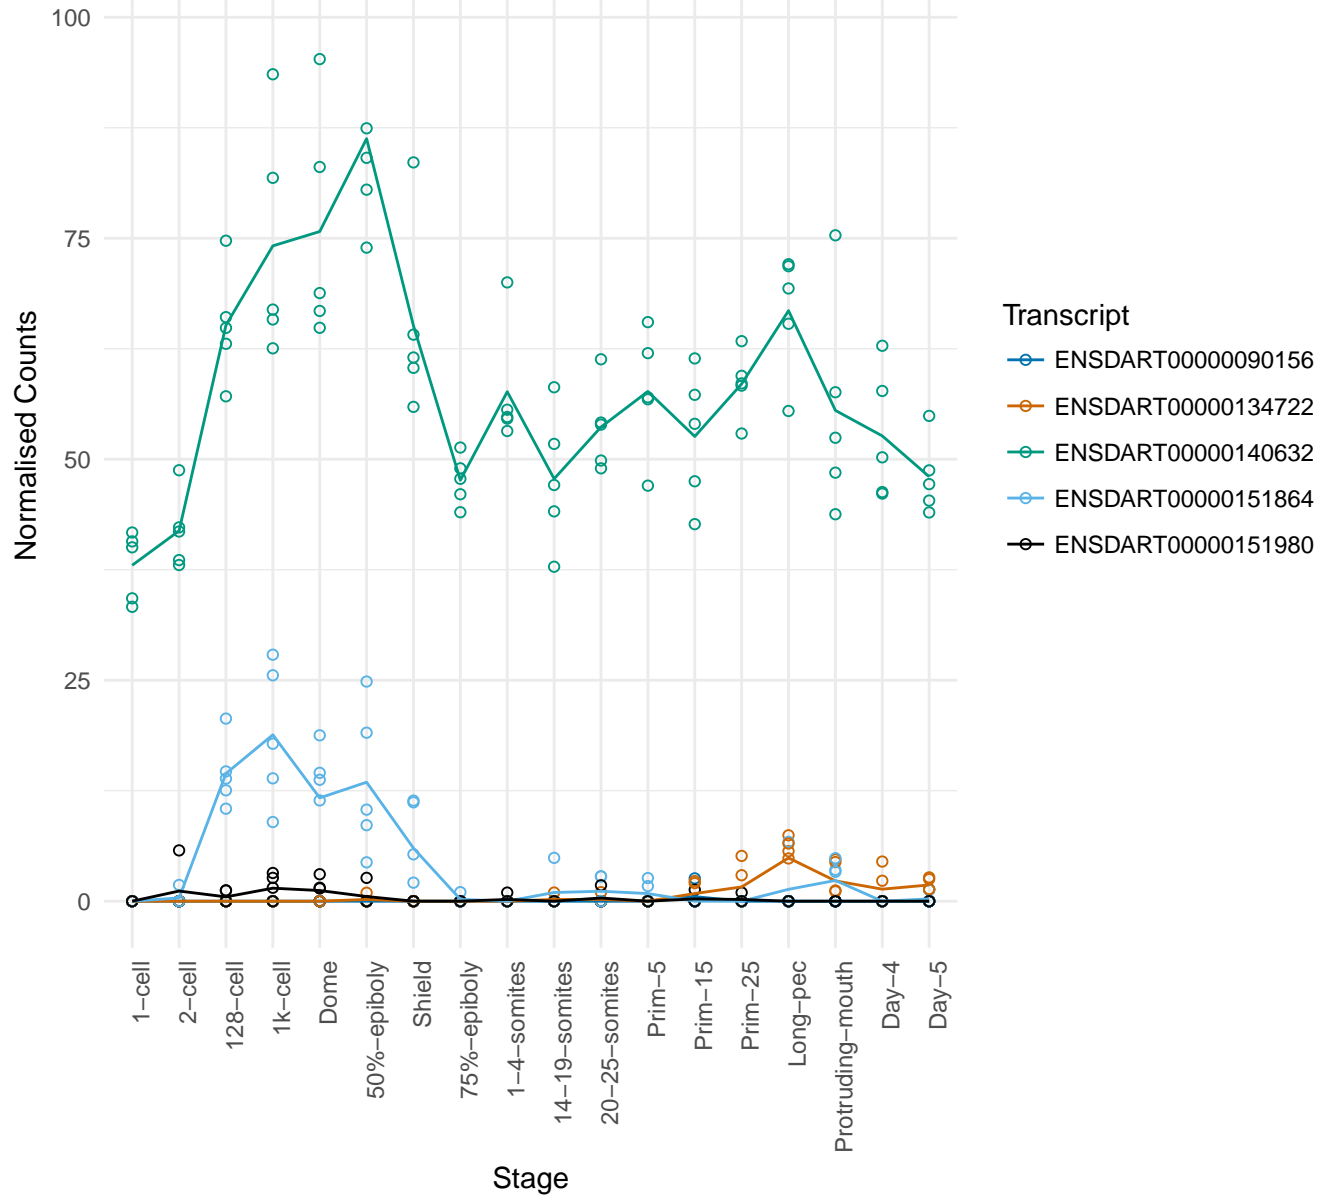 Normalised Counts
100
75
50
25
0
1−cell
2−cell
128−cell
1k−cell
Dome
50%−epiboly
Shield
75%−epiboly
1−4−somites
14−19−somites
20−25−somites
Prim−5
Prim−15
Prim−25
Long−pec
Protruding−mouth
Day−4
Day−5
Stage
Transcript
ENSDART00000090156
ENSDART00000134722
ENSDART00000140632
ENSDART00000151864
ENSDART00000151980